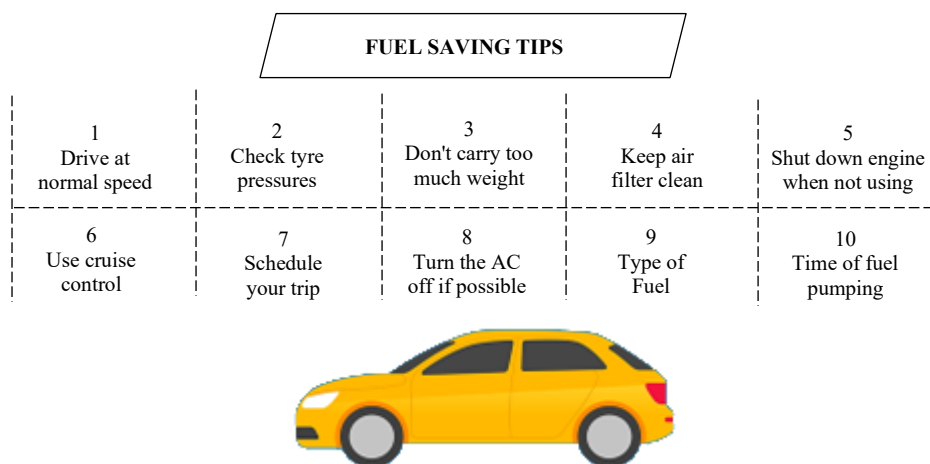 FUEL SAVING TIPS
1
Drive at
normal speed
2
Check tyre
pressures
3
Don't carry too
much weight
4
Keep air
filter clean
5
Shut down engine
when not using
6
Use cruise
control
7
Schedule
your trip
8
Turn the AC
off if possible
9
Type of
Fuel
10
Time of fuel
pumping